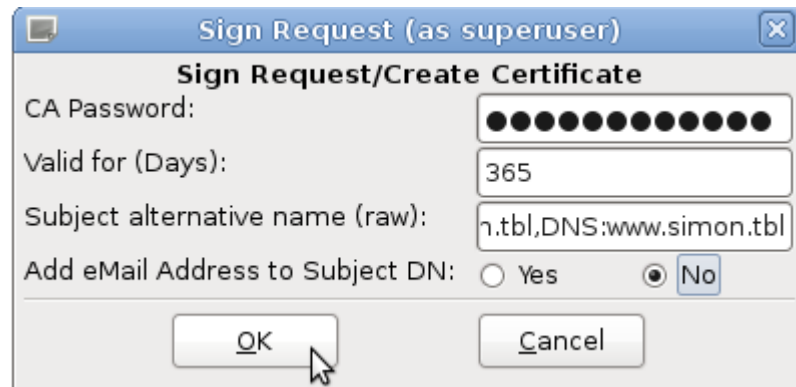 Sign Request (as superuser)
Sign Request/Create Certificate
CA Password: ●●●●●●●●●●●●
Valid for (Days): 365
Subject alternative name (raw): n.tbl,DNS:www.simon.tbl
Add eMail Address to Subject DN: Yes No
OK Cancel